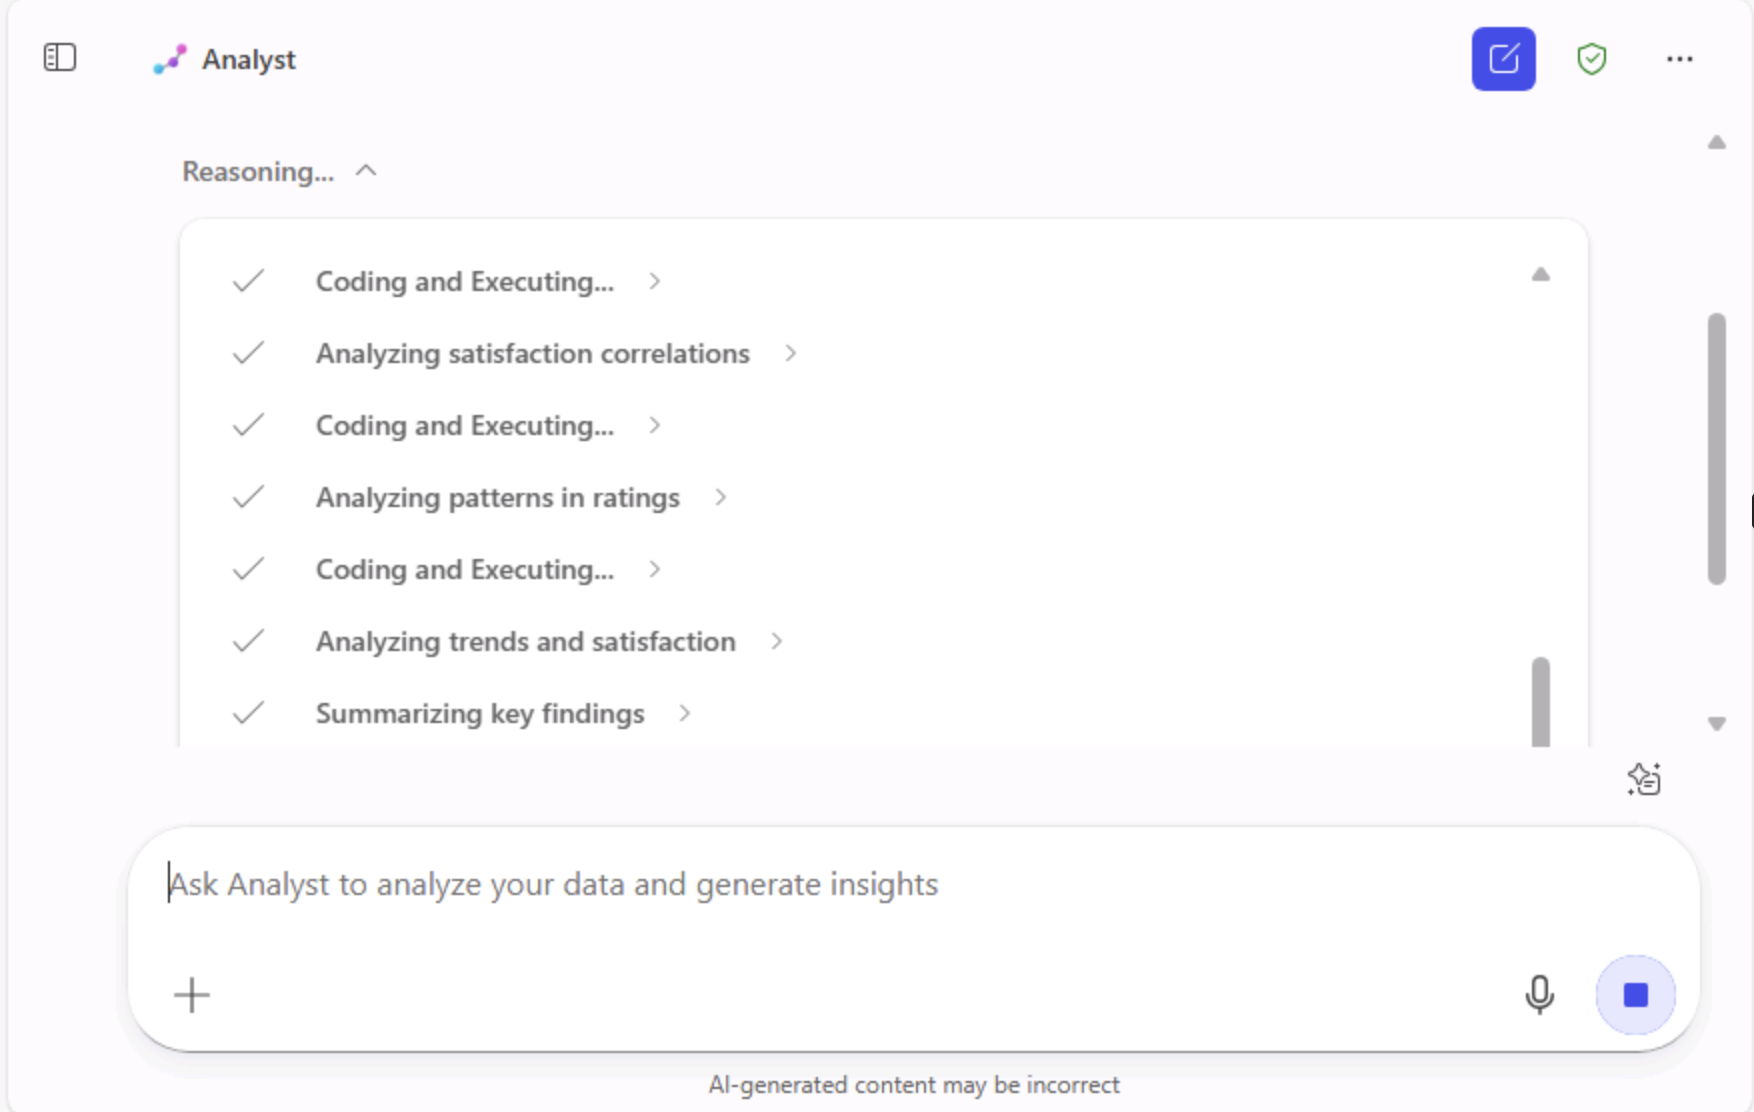 Analyst
Reasoning...
Coding and Executing...
Analyzing satisfaction correlations
Coding and Executing...
Analyzing patterns in ratings
Coding and Executing...
Analyzing trends and satisfaction
Summarizing key findings
Ask Analyst to analyze your data and generate insights
AI-generated content may be incorrect